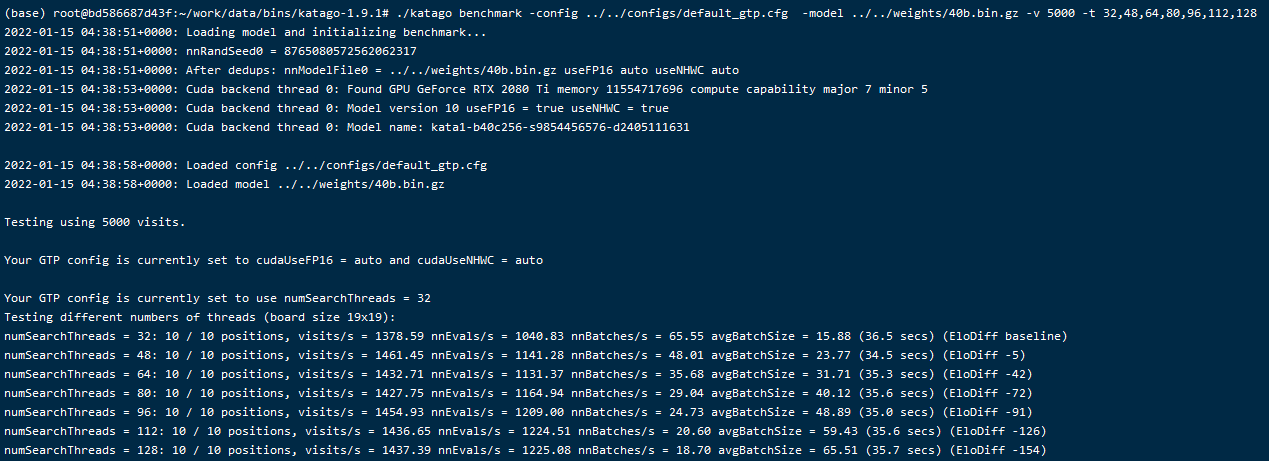 (base) root@bd586687d43f:~/work/data/bins/katago-1.9.1# ./katago benchmark -config ../../configs/default_gtp.cfg  -model ../../weights/40b.bin.gz -v 5000 -t 32,48,64,80,96,112,128
2022-01-15 04:38:51+0000: Loading model and initializing benchmark...
2022-01-15 04:38:51+0000: nnRandSeed0 = 8765080572562062317
2022-01-15 04:38:51+0000: After dedups: nnModelFile0 = ../../weights/40b.bin.gz useFP16 auto useNHWC auto
2022-01-15 04:38:53+0000: Cuda backend thread 0: Found GPU GeForce RTX 2080 Ti memory 11554717696 compute capability major 7 minor 5
2022-01-15 04:38:53+0000: Cuda backend thread 0: Model version 10 useFP16 = true useNHWC = true
2022-01-15 04:38:53+0000: Cuda backend thread 0: Model name: kata1-b40c256-s9854456576-d2405111631
2022-01-15 04:38:58+0000: Loaded config ../../configs/default_gtp.cfg
2022-01-15 04:38:58+0000: Loaded model ../../weights/40b.bin.gz
Testing using 5000 visits.
Your GTP config is currently set to cudaUseFP16 = auto and cudaUseNHWC = auto
Your GTP config is currently set to use numSearchThreads = 32
Testing different numbers of threads (board size 19x19):
numSearchThreads = 32: 10 / 10 positions, visits/s = 1378.59 nnEvals/s = 1040.83 nnBatches/s = 65.55 avgBatchSize = 15.88 (36.5 secs) (EloDiff baseline)
numSearchThreads = 48: 10 / 10 positions, visits/s = 1461.45 nnEvals/s = 1141.28 nnBatches/s = 48.01 avgBatchSize = 23.77 (34.5 secs) (EloDiff -5)
numSearchThreads = 64: 10 / 10 positions, visits/s = 1432.71 nnEvals/s = 1131.37 nnBatches/s = 35.68 avgBatchSize = 31.71 (35.3 secs) (EloDiff -42)
numSearchThreads = 80: 10 / 10 positions, visits/s = 1427.75 nnEvals/s = 1164.94 nnBatches/s = 29.04 avgBatchSize = 40.12 (35.6 secs) (EloDiff -72)
numSearchThreads = 96: 10 / 10 positions, visits/s = 1454.93 nnEvals/s = 1209.00 nnBatches/s = 24.73 avgBatchSize = 48.89 (35.0 secs) (EloDiff -91)
numSearchThreads = 112: 10 / 10 positions, visits/s = 1436.65 nnEvals/s = 1224.51 nnBatches/s = 20.60 avgBatchSize = 59.43 (35.6 secs) (EloDiff -126)
numSearchThreads = 128: 10 / 10 positions, visits/s = 1437.39 nnEvals/s = 1225.08 nnBatches/s = 18.70 avgBatchSize = 65.51 (35.7 secs) (EloDiff -154)